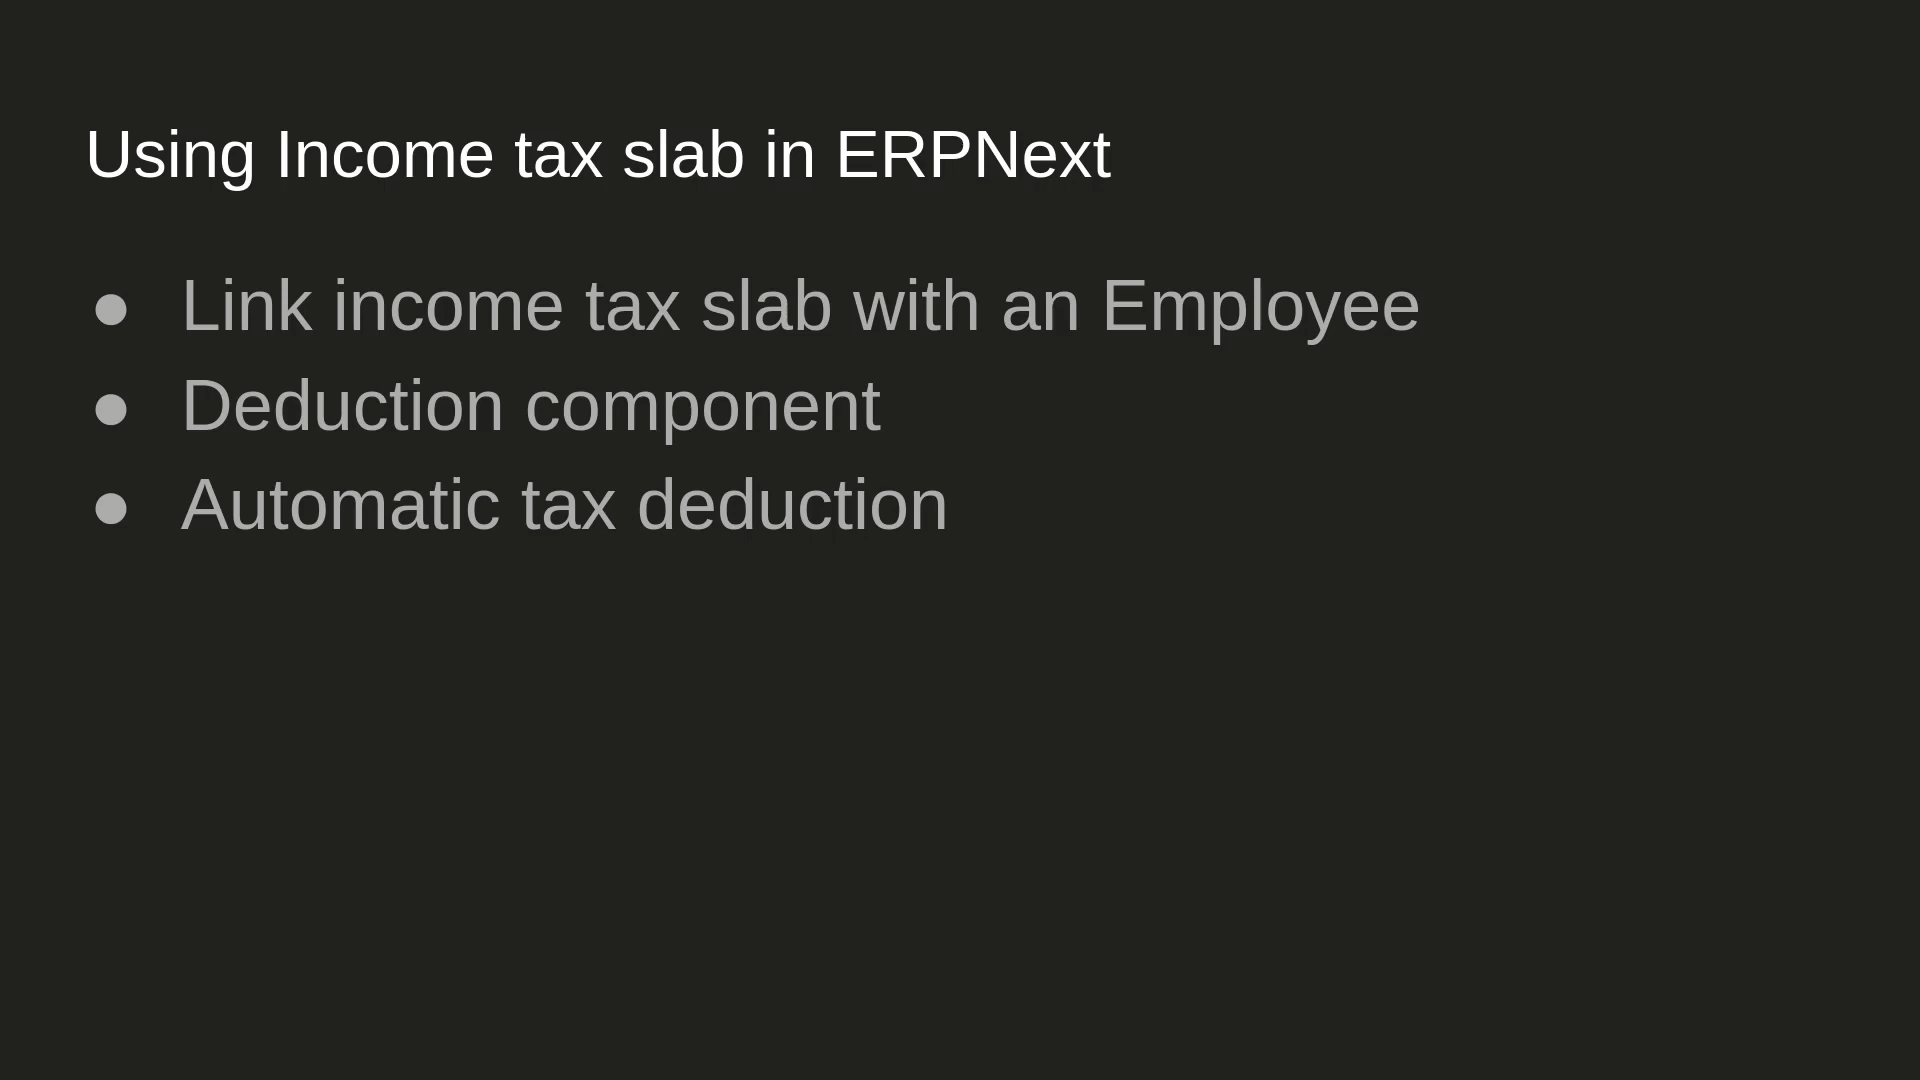 Using Income tax slab in ERPNext
● Link income tax slab with an Employee
● Deduction component
● Automatic tax deduction